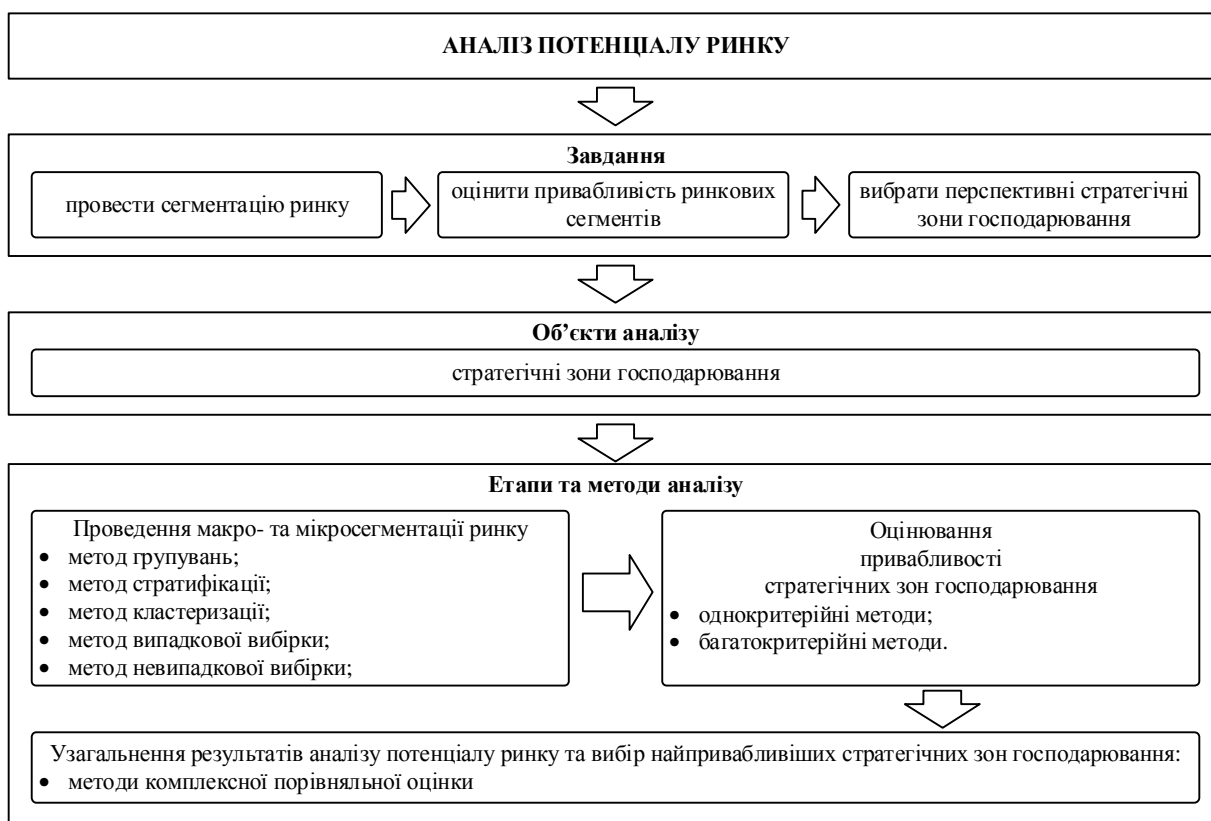 АНАЛІЗ ПОТЕНЦІАЛУ РИНКУ
Завдання
провести сегментацію ринку
оцінити привабливість ринкових
сегментів
вибрати перспективні стратегічні
зони господарювання
Об’єкти аналізу
стратегічні зони господарювання
Етапи та методи аналізу
Проведення макро- та мікросегментації ринку
• метод групувань;
• метод стратифікації;
• метод кластеризації;
• метод випадкової вибірки;
• метод невипадкової вибірки;
Оцінювання
привабливості
стратегічних зон господарювання
• однокритерійні методи;
• багатокритерійні методи.
Узагальнення результатів аналізу потенціалу ринку та вибір найпривабливіших стратегічних зон господарювання:
• методи комплексної порівняльної оцінки